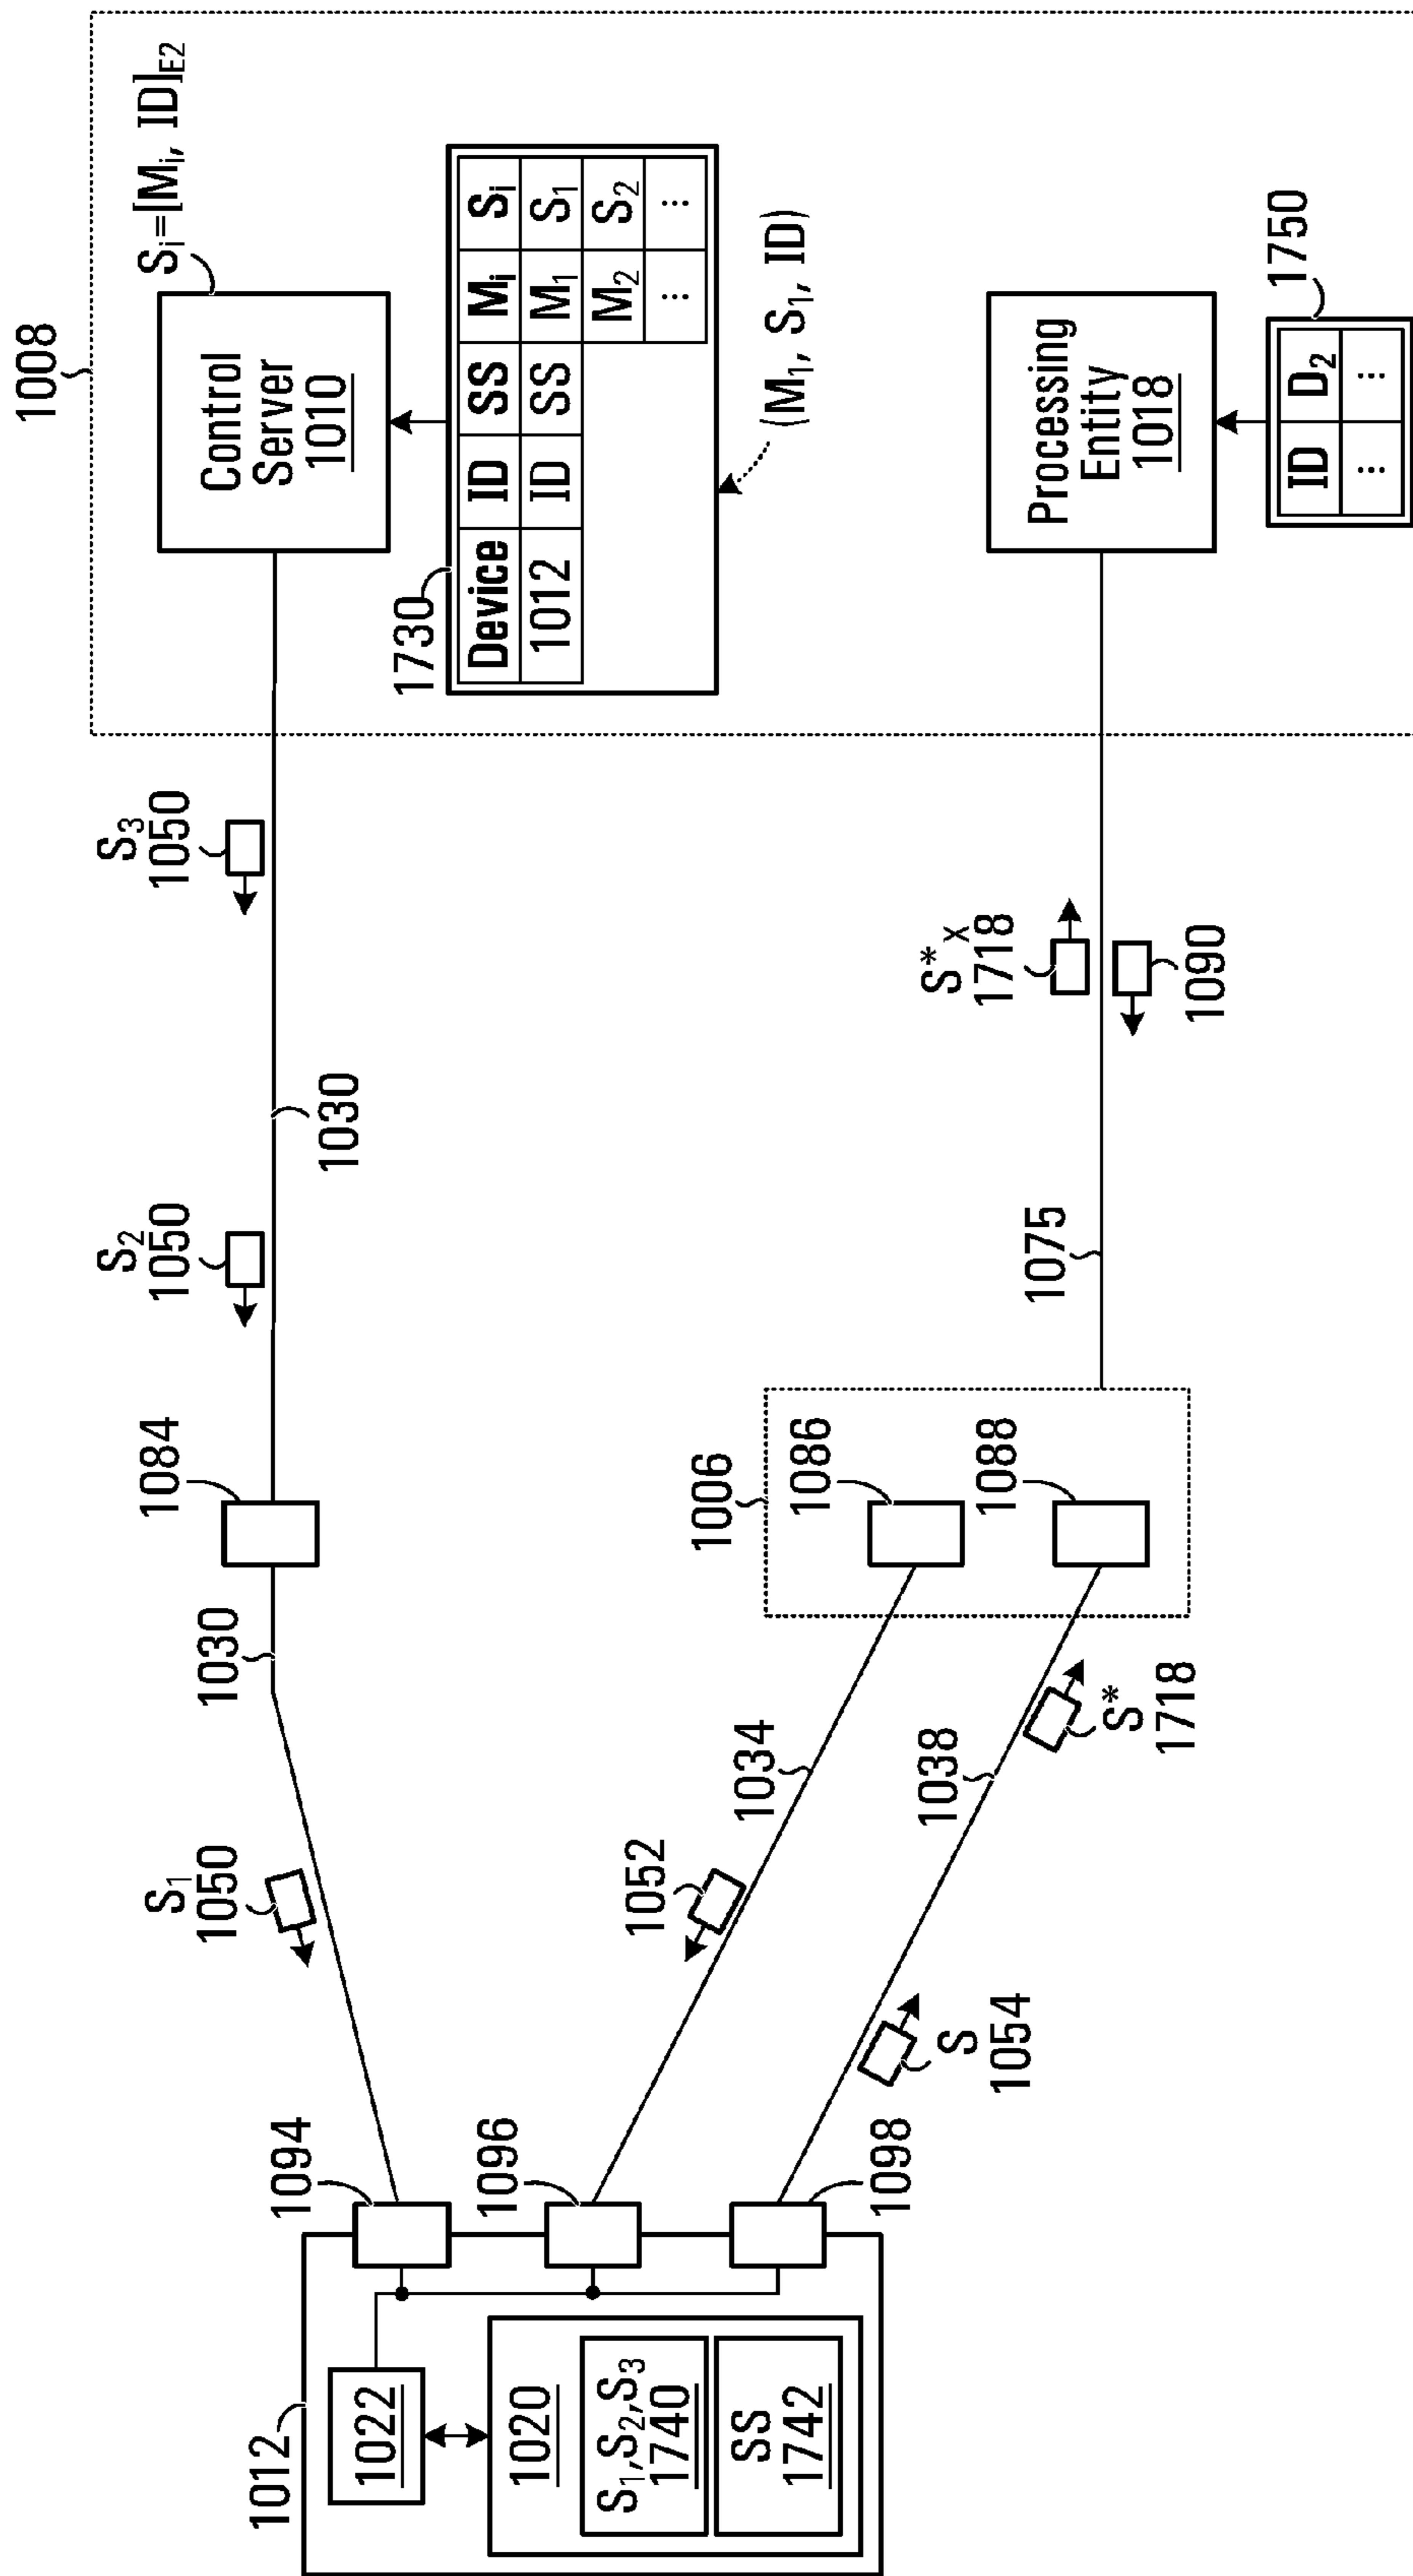 1008
Control
Server
1010
Sᵢ=[Mᵢ, ID]E2
1730
Device ID SS Mᵢ Sᵢ
1012 ID SS M₁ S₁
M₂ S₂
⋮ ⋮
(M₁, S₁, ID)
Processing
Entity
1018
1750
ID D₂
⋮ ⋮
S₃
1050
S₂
1050
1030
1084
1030
S₁
1050
S*ₓ
1718
1090
1075
1006
1086
1088
1034
1052
1038
S*
1718
S
1054
1094
1096
1098
1012
1022
1020
S₁,S₂,S₃
1740
SS
1742